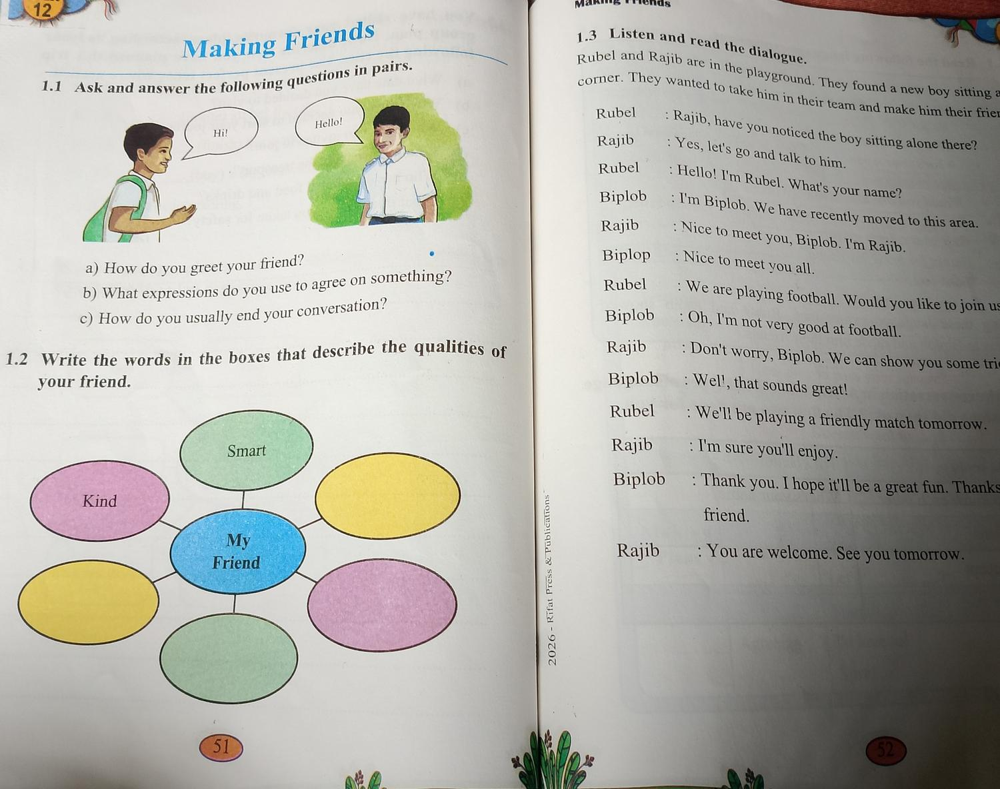 12
Making Friends
1.1 Ask and answer the following questions in pairs.
Hi!
Hello!
a) How do you greet your friend?
b) What expressions do you use to agree on something?
c) How do you usually end your conversation?
1.2 Write the words in the boxes that describe the qualities of
your friend.
Smart
Kind
My
Friend
51
Making Friends
1.3 Listen and read the dialogue.
Rubel and Rajib are in the playground. They found a new boy sitting
corner. They wanted to take him in their team and make him their
Rubel : Rajib, have you noticed the boy sitting alone there?
Rajib : Yes, let's go and talk to him.
Rubel : Hello! I'm Rubel. What's your name?
Biplob : I'm Biplob. We have recently moved to this area.
Rajib : Nice to meet you, Biplob. I'm Rajib.
Biplop : Nice to meet you all.
Rubel : We are playing football. Would you like to join us
Biplob : Oh, I'm not very good at football.
Rajib : Don't worry, Biplob. We can show you some
Biplob : Well, that sounds great!
Rubel : We'll be playing a friendly match tomorrow.
Rajib : I'm sure you'll enjoy.
Biplob : Thank you. I hope it'll be a great fun. Thanks
friend.
Rajib : You are welcome. See you tomorrow.
2026 - Rifat Press & Publications
52